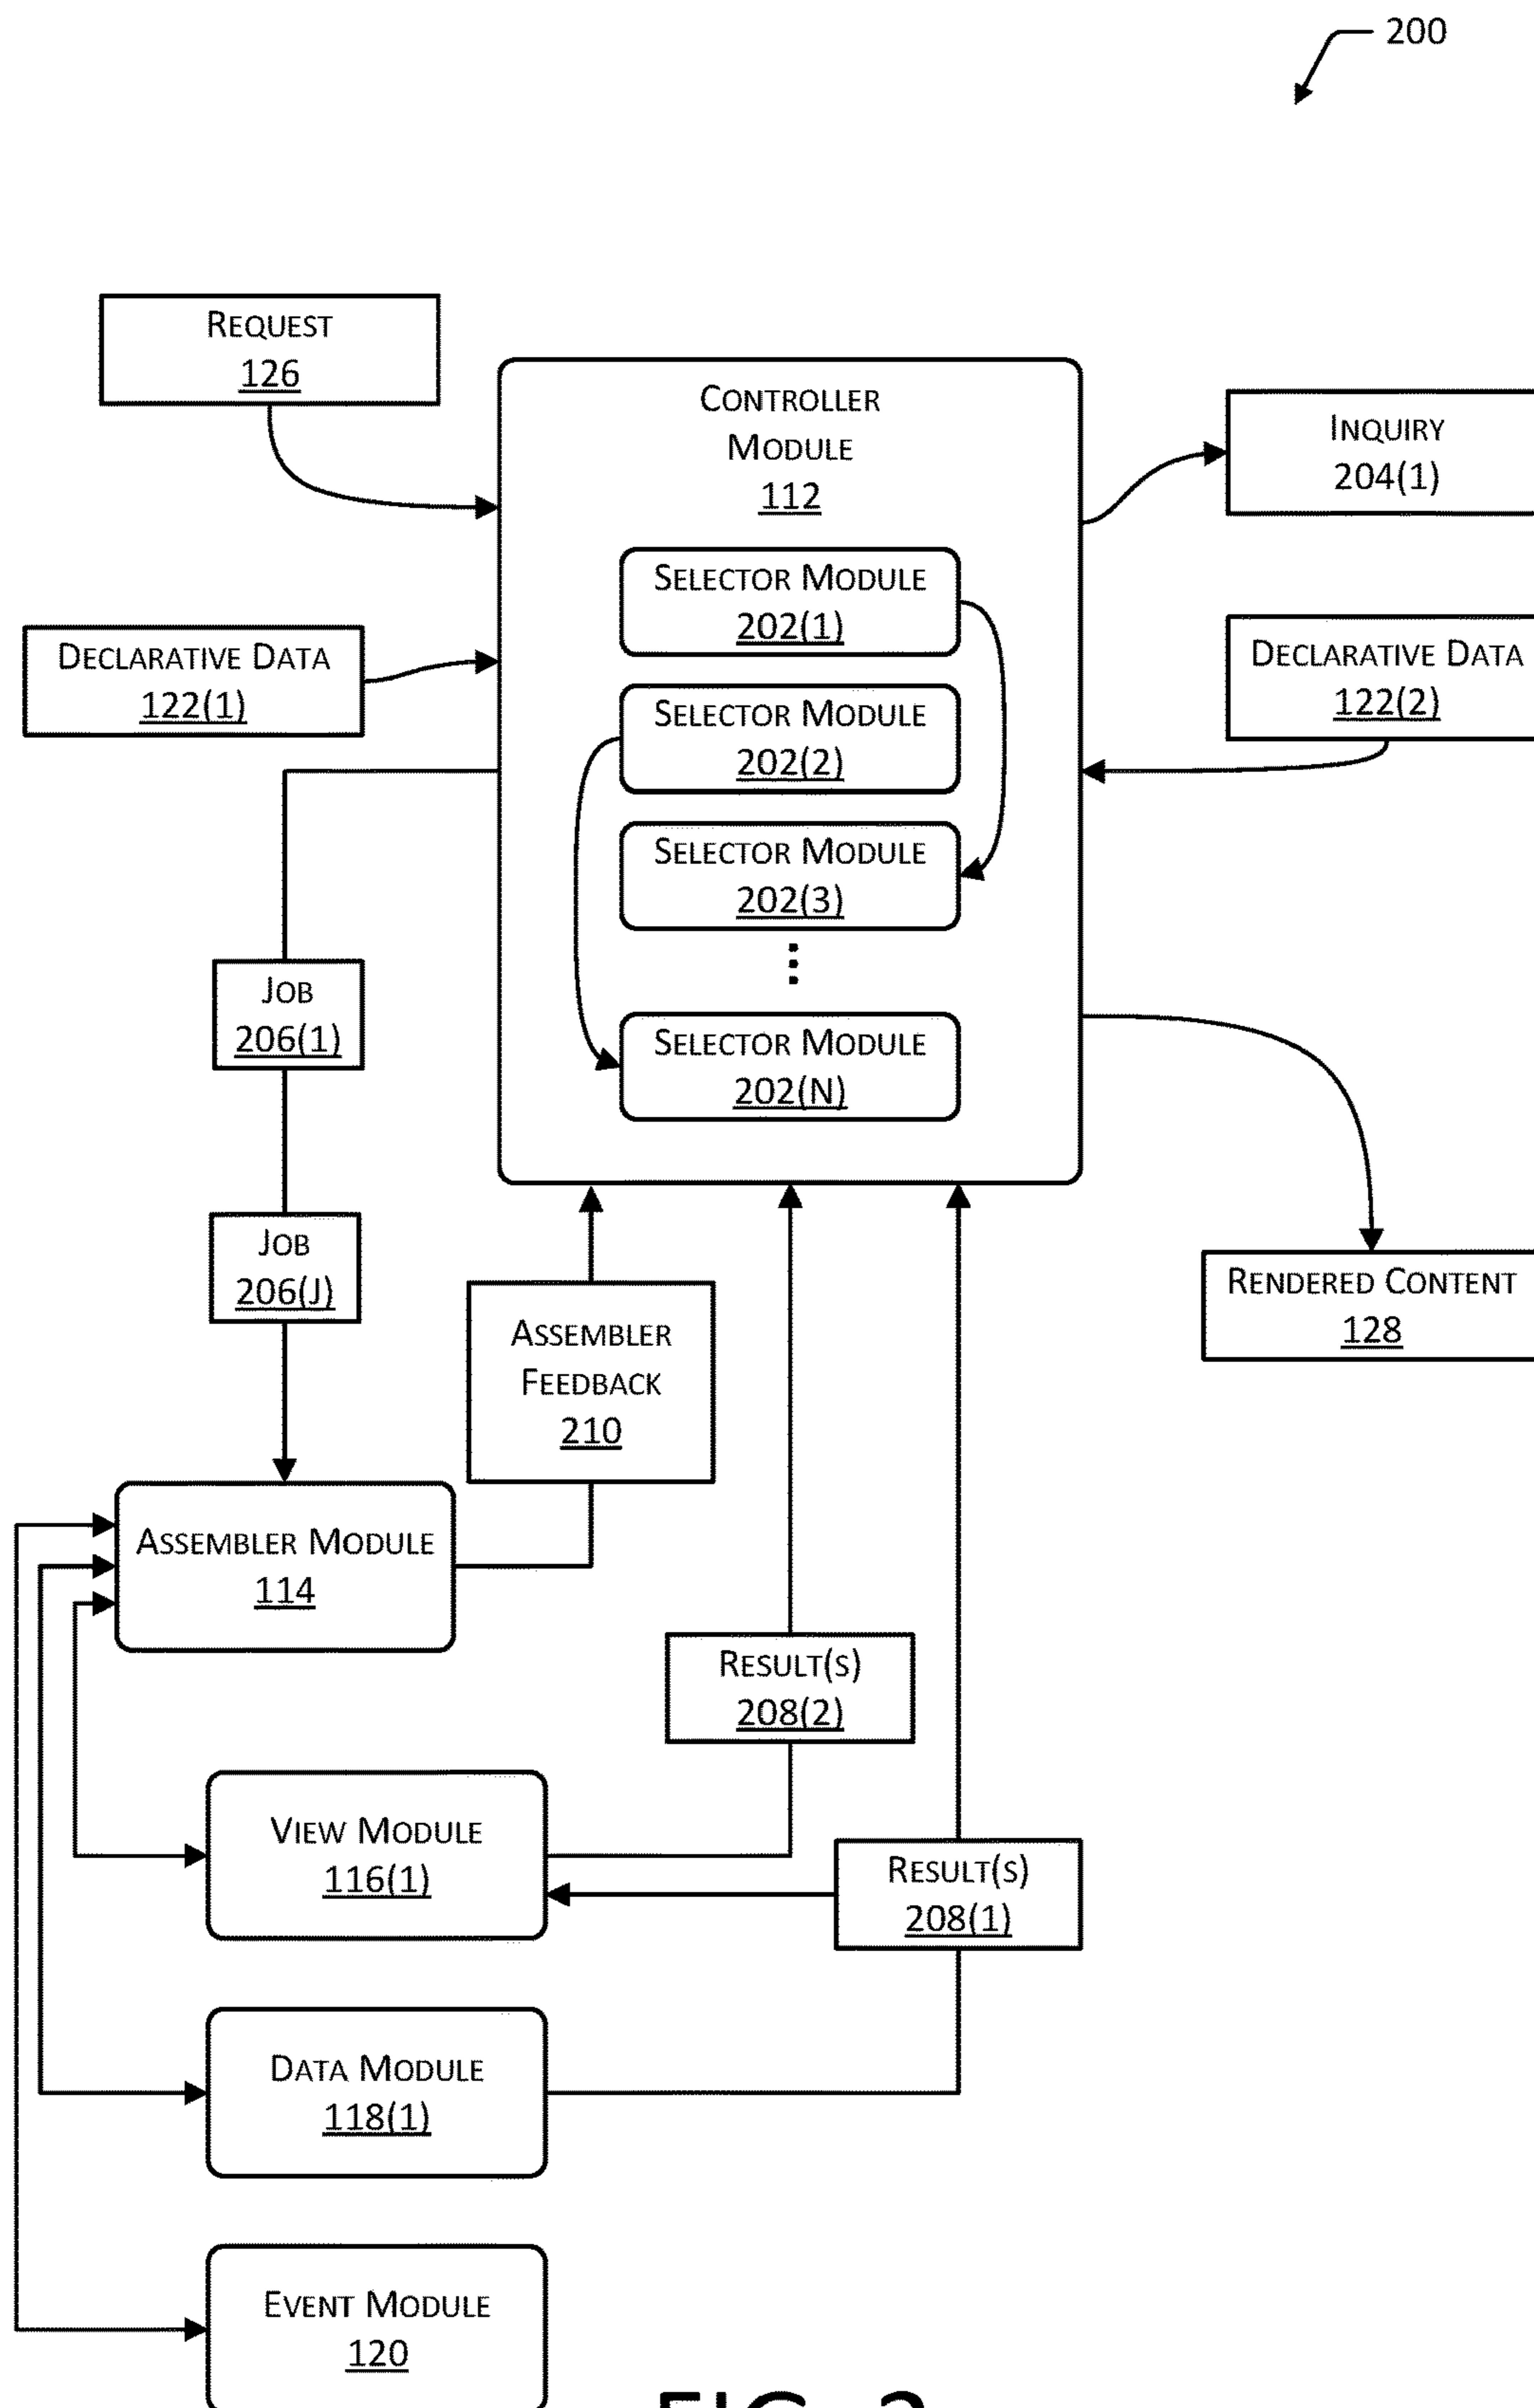 200
REQUEST
126
CONTROLLER
MODULE
112
INQUIRY
204(1)
SELECTOR MODULE
202(1)
DECLARATIVE DATA
122(1)
DECLARATIVE DATA
122(2)
SELECTOR MODULE
202(2)
SELECTOR MODULE
202(3)
JOB
206(1)
SELECTOR MODULE
202(N)
JOB
206(J)
ASSEMBLER
FEEDBACK
210
RENDERED CONTENT
128
ASSEMBLER MODULE
114
RESULT(S)
208(2)
VIEW MODULE
116(1)
RESULT(S)
208(1)
DATA MODULE
118(1)
EVENT MODULE
120